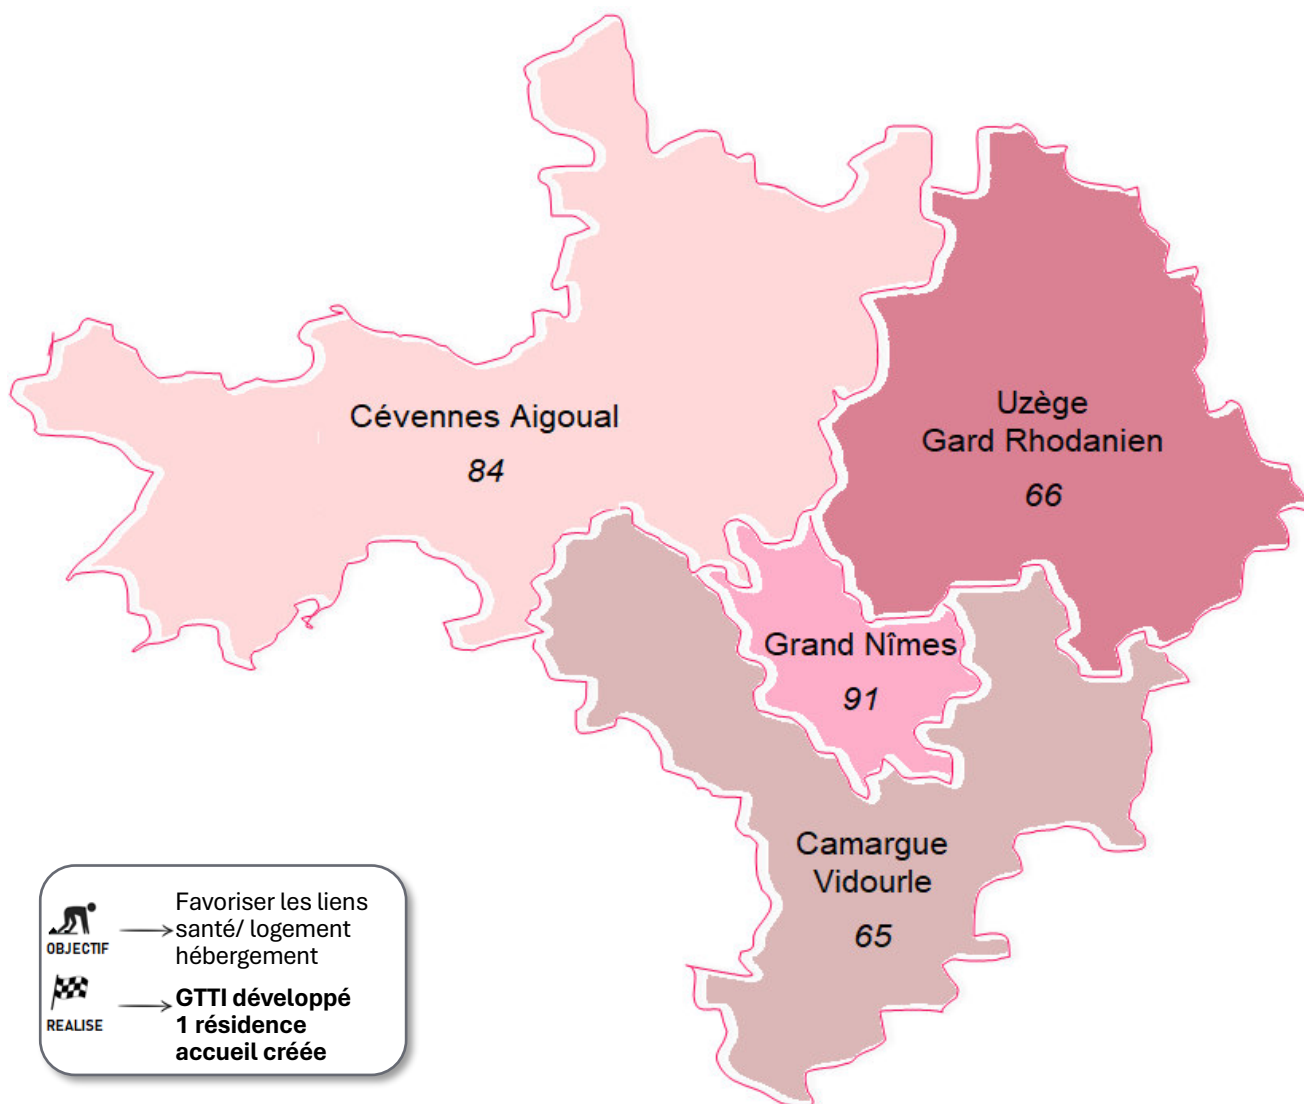 Cévennes Aigoual
84
Uzège
Gard Rhodanien
66
Grand Nîmes
91
Camargue
Vidourle
65
OBJECTIF
Favoriser les liens
santé/ logement
hébergement
REALISE
GTTI développé
1 résidence
accueil créée